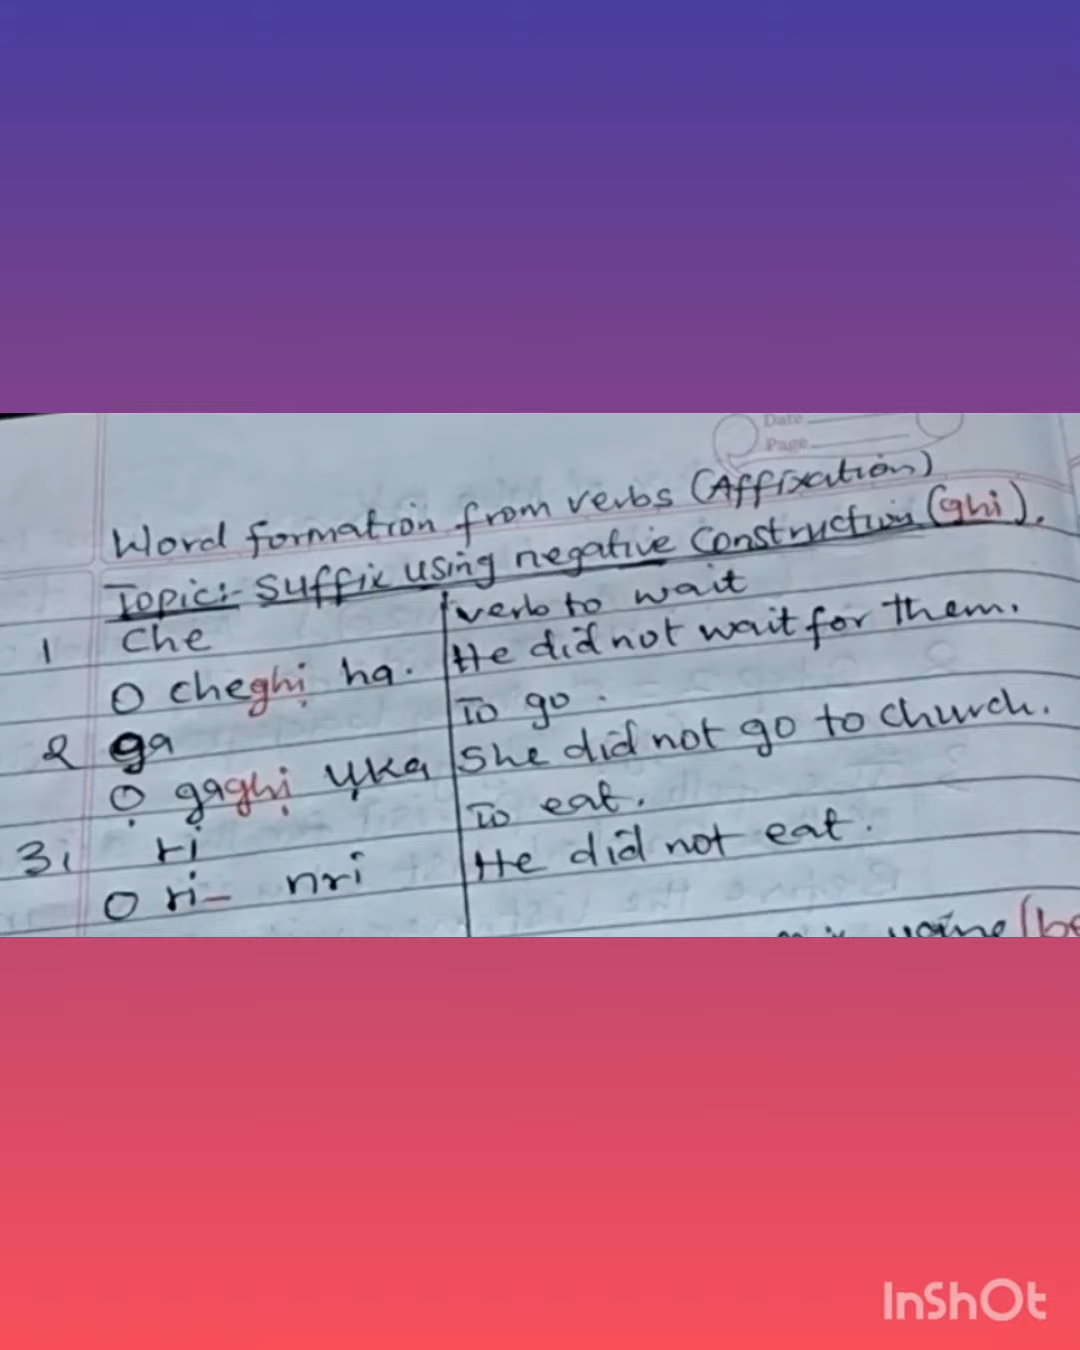 Date
Page
Word formation from verbs (Affixation)
Topic:- Suffix using negative construction (ghi).
1 Che verb to wait
O cheghị ha. He did not wait for them.
2 ga To go.
Ọ gaghị ụka She did not go to church.
3i ri To eat.
O ri- nri He did not eat.
InShOt